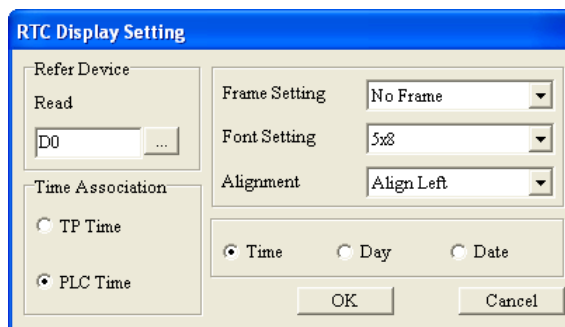 RTC Display Setting
Refer Device
Read
D0 ...
Time Association
TP Time
PLC Time
Frame Setting No Frame
Font Setting 5x8
Alignment Align Left
Time Day Date
OK Cancel